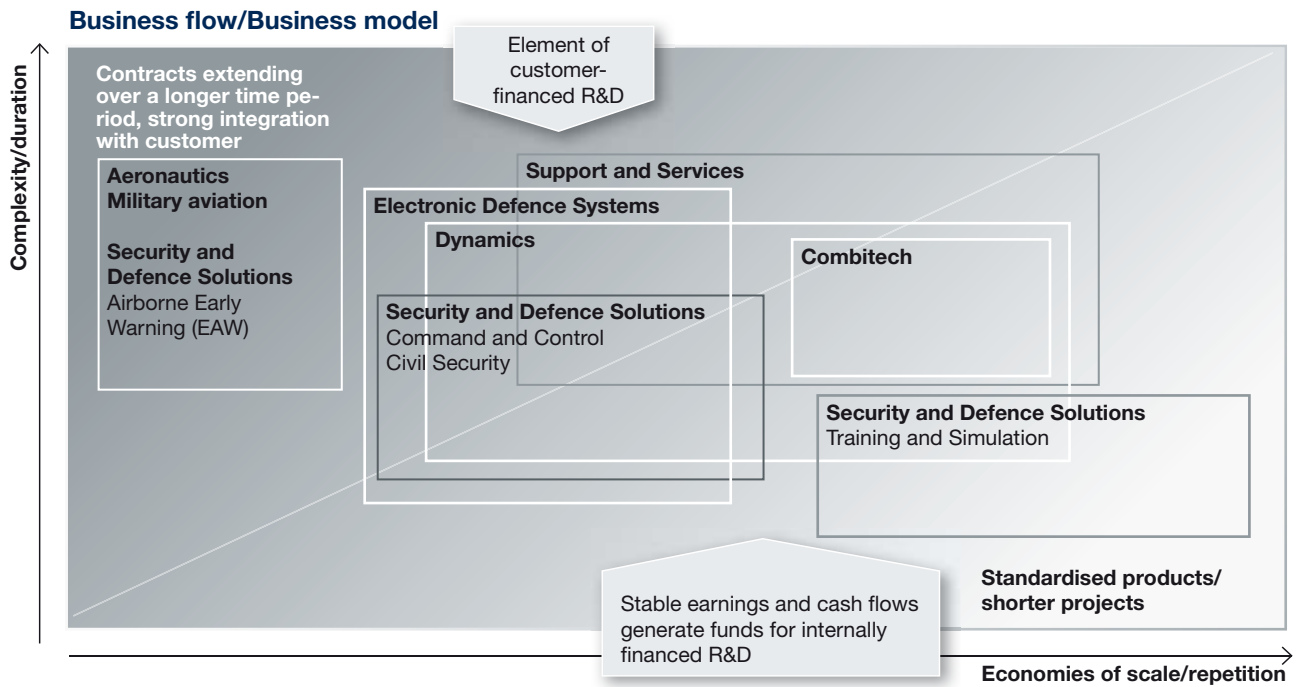 Business flow/Business model
Complexity/duration
Element of
customer-
financed R&D
Contracts extending
over a longer time pe-
riod, strong integration
with customer
Aeronautics
Military aviation
Security and
Defence Solutions
Airborne Early
Warning (EAW)
Support and Services
Electronic Defence Systems
Dynamics
Combitech
Security and Defence Solutions
Command and Control
Civil Security
Security and Defence Solutions
Training and Simulation
Stable earnings and cash flows
generate funds for internally
financed R&D
Standardised products/
shorter projects
Economies of scale/repetition